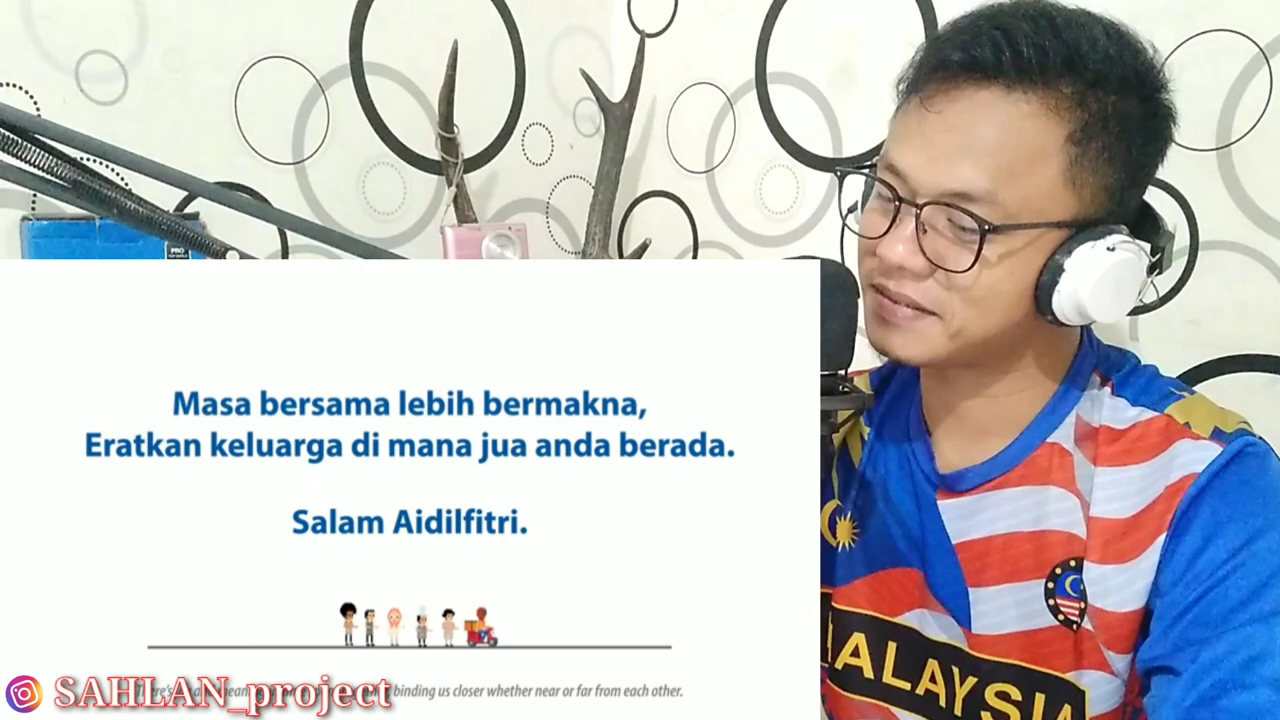 PRO
Masa bersama lebih bermakna,
Eratkan keluarga di mana jua anda berada.
Salam Aidilfitri.
binding us closer whether near or far from each other.
SAHLAN_project
MALAYSIA